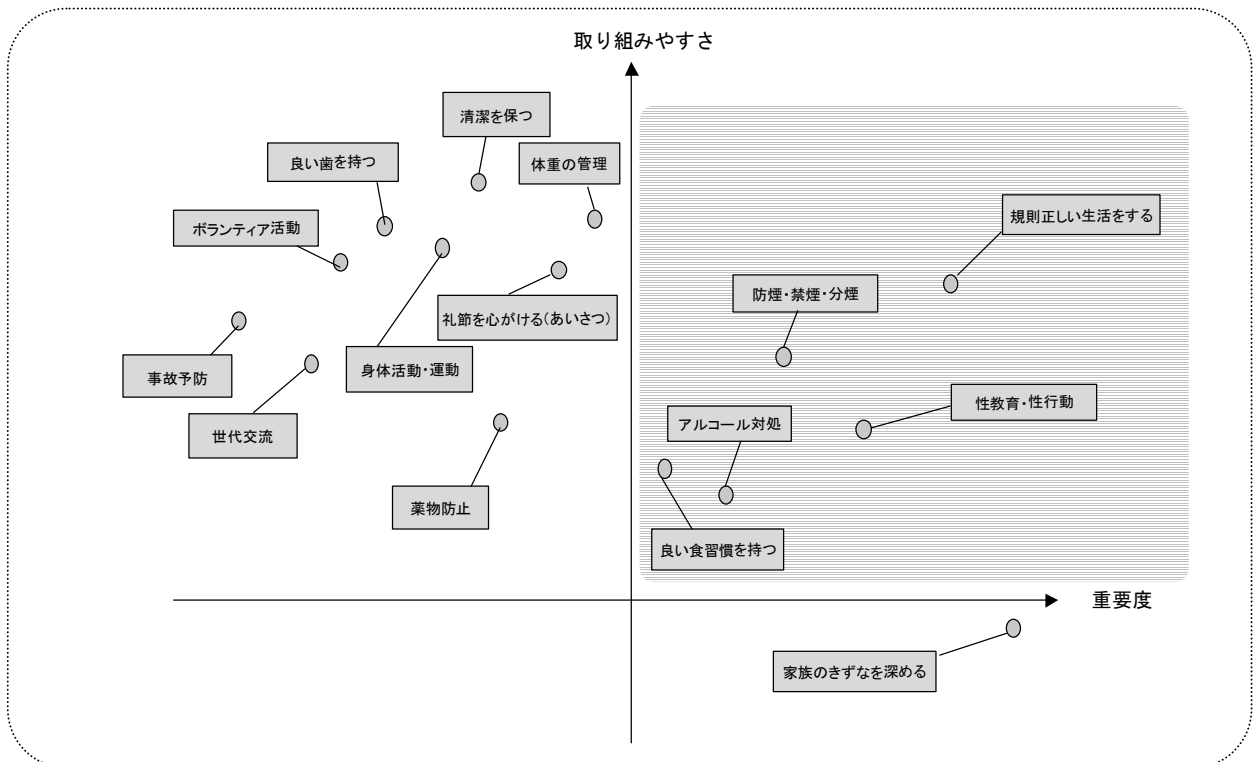 取り組みやすさ
清潔を保つ
良い歯を持つ
体重の管理
ボランティア活動
規則正しい生活をする
防煙・禁煙・分煙
礼節を心がける(あいさつ)
事故予防
身体活動・運動
性教育・性行動
世代交流
アルコール対処
薬物防止
良い食習慣を持つ
重要度
家族のきずなを深める